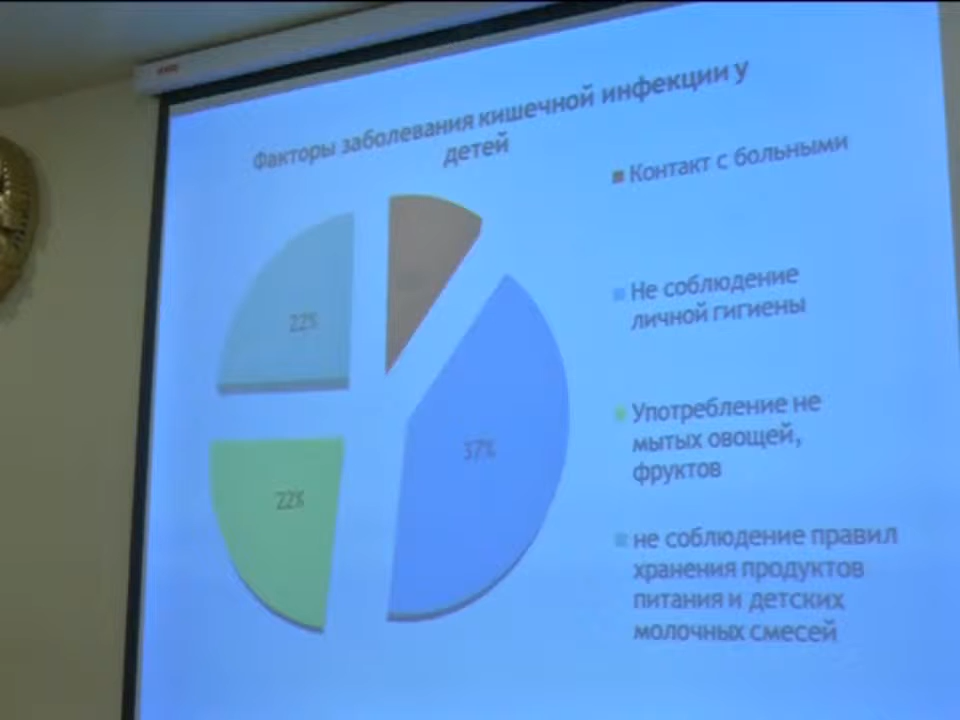 Факторы заболевания кишечной инфекции у
детей
Контакт с больными
22%
Не соблюдение
личной гигиены
37%
Употребление не
мытых овощей,
фруктов
22%
не соблюдение правил
хранения продуктов
питания и детских
молочных смесей